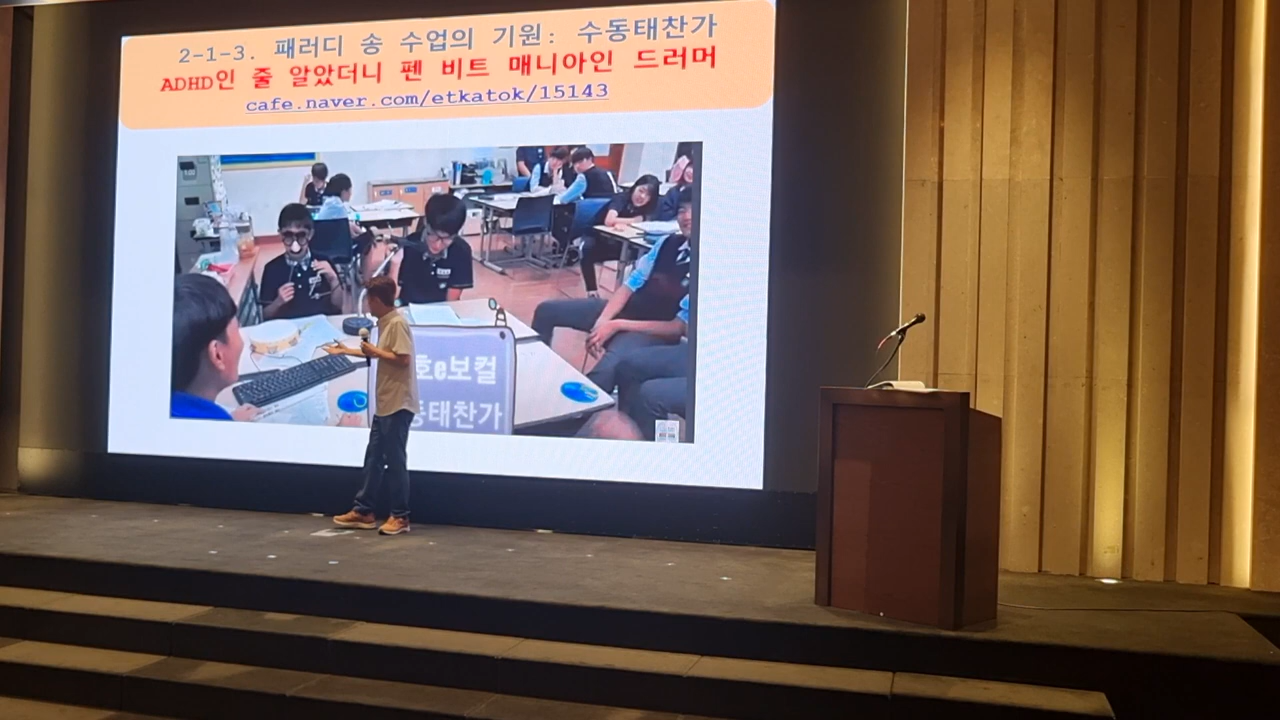 2-1-3. 패러디 송 수업의 기원: 수동태찬가
ADHD인 줄 알았더니 펜 비트 매니아인 드러머
cafe.naver.com/etkatok/15143
호e보컬
동태찬가